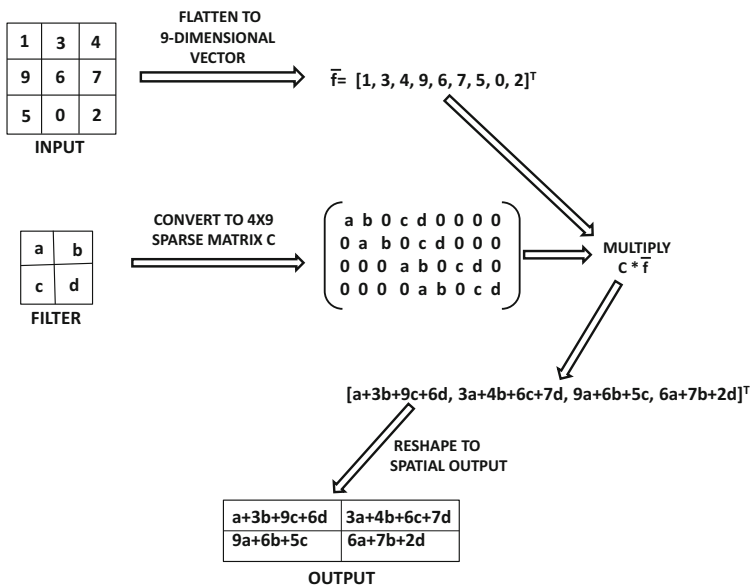 FLATTEN TO
9-DIMENSIONAL
VECTOR
1 3 4
9 6 7
5 0 2
INPUT
f̅= [1, 3, 4, 9, 6, 7, 5, 0, 2]ᵀ
CONVERT TO 4X9
SPARSE MATRIX C
a b
c d
FILTER
a b 0 c d 0 0 0 0
0 a b 0 c d 0 0 0
0 0 0 a b 0 c d 0
0 0 0 0 a b 0 c d
MULTIPLY
C * f̅
[a+3b+9c+6d, 3a+4b+6c+7d, 9a+6b+5c, 6a+7b+2d]ᵀ
RESHAPE TO
SPATIAL OUTPUT
a+3b+9c+6d 3a+4b+6c+7d
9a+6b+5c 6a+7b+2d
OUTPUT